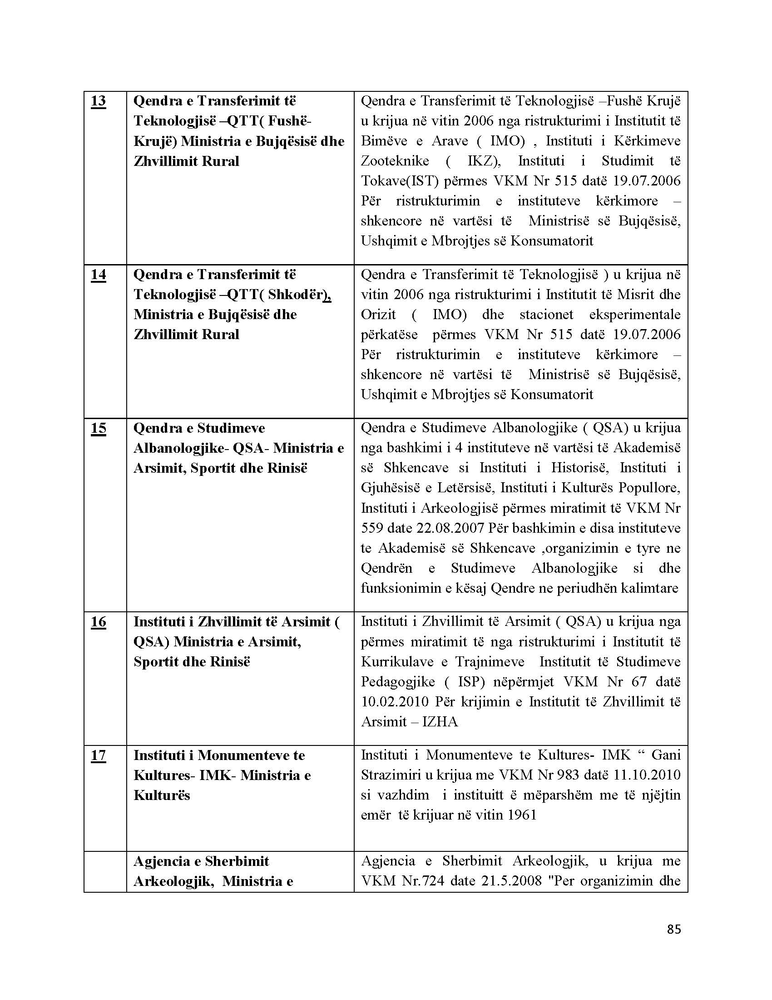 13
Qendra e Transferimit të
Teknologjisë –QTT( Fushë-
Krujë) Ministria e Bujqësisë dhe
Zhvillimit Rural
Qendra e Transferimit të Teknologjisë –Fushë Krujë
u krijua në vitin 2006 nga ristrukturimi i Institutit të
Bimëve e Arave ( IMO) , Instituti i Kërkimeve
Zooteknike ( IKZ), Instituti i Studimit të
Tokave(IST) përmes VKM Nr 515 datë 19.07.2006
Për ristrukturimin e instituteve kërkimore –
shkencore në vartësi të Ministrisë së Bujqësisë,
Ushqimit e Mbrojtjes së Konsumatorit
14
Qendra e Transferimit të
Teknologjisë –QTT( Shkodër),
Ministria e Bujqësisë dhe
Zhvillimit Rural
Qendra e Transferimit të Teknologjisë ) u krijua në
vitin 2006 nga ristrukturimi i Institutit të Misrit dhe
Orizit ( IMO) dhe stacionet eksperimentale
përkatëse përmes VKM Nr 515 datë 19.07.2006
Për ristrukturimin e instituteve kërkimore –
shkencore në vartësi të Ministrisë së Bujqësisë,
Ushqimit e Mbrojtjes së Konsumatorit
15
Qendra e Studimeve
Albanologjike- QSA- Ministria e
Arsimit, Sportit dhe Rinisë
Qendra e Studimeve Albanologjike ( QSA) u krijua
nga bashkimi i 4 instituteve në vartësi të Akademisë
së Shkencave si Instituti i Historisë, Instituti i
Gjuhësisë e Letërsisë, Instituti i Kulturës Popullore,
Instituti i Arkeologjisë përmes miratimit të VKM Nr
559 date 22.08.2007 Për bashkimin e disa instituteve
te Akademisë së Shkencave ,organizimin e tyre ne
Qendrën e Studimeve Albanologjike si dhe
funksionimin e kësaj Qendre ne periudhën kalimtare
16
Instituti i Zhvillimit të Arsimit (
QSA) Ministria e Arsimit,
Sportit dhe Rinisë
Instituti i Zhvillimit të Arsimit ( QSA) u krijua nga
përmes miratimit të nga ristrukturimi i Institutit të
Kurrikulave e Trajnimeve Institutit të Studimeve
Pedagogjike ( ISP) nëpërmjet VKM Nr 67 datë
10.02.2010 Për krijimin e Institutit të Zhvillimit të
Arsimit – IZHA
17
Instituti i Monumenteve te
Kultures- IMK- Ministria e
Kulturës
Instituti i Monumenteve te Kultures- IMK “ Gani
Strazimiri u krijua me VKM Nr 983 datë 11.10.2010
si vazhdim i instituitt ë mëparshëm me të njëjtin
emër të krijuar në vitin 1961
Agjencia e Sherbimit
Arkeologjik, Ministria e
Agjencia e Sherbimit Arkeologjik, u krijua me
VKM Nr.724 date 21.5.2008 "Per organizimin dhe
85